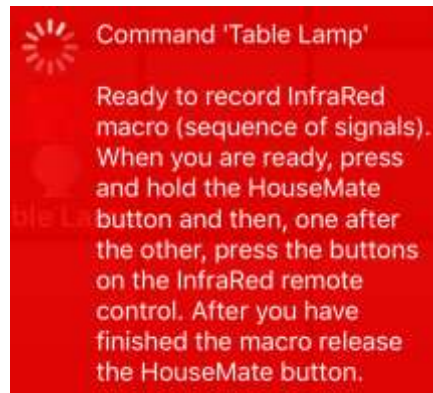 Command 'Table Lamp'
Ready to record InfraRed
macro (sequence of signals).
When you are ready, press
and hold the HouseMate
button and then, one after
the other, press the buttons
on the InfraRed remote
control. After you have
finished the macro release
the HouseMate button.